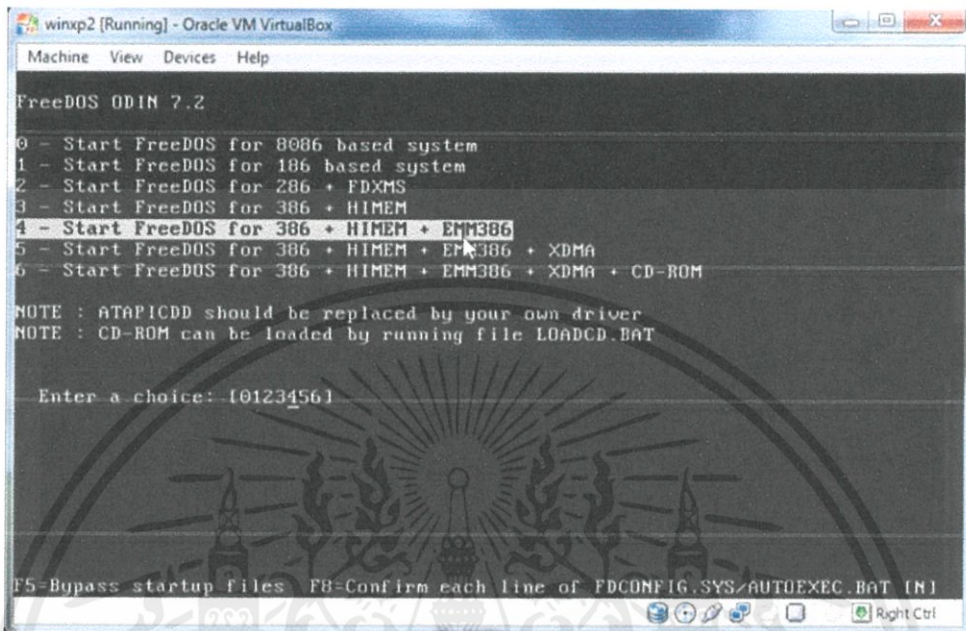 winxp2 [Running] - Oracle VM VirtualBox
Machine View Devices Help
FreeDOS ODIN 7.2
0 - Start FreeDOS for 8086 based system
1 - Start FreeDOS for 186 based system
2 - Start FreeDOS for 286 + FDXMS
3 - Start FreeDOS for 386 + HIMEM
4 - Start FreeDOS for 386 + HIMEM + EMM386
5 - Start FreeDOS for 386 + HIMEM + EMM386 + XDMA
6 - Start FreeDOS for 386 + HIMEM + EMM386 + XDMA + CD-ROM
NOTE : ATAPICDD should be replaced by your own driver
NOTE : CD-ROM can be loaded by running file LOADCD.BAT
Enter a choice: [0123456]
F5=Bypass startup files F8=Confirm each line of FDCONFIG.SYS/AUTOEXEC.BAT [N]
Right Ctrl